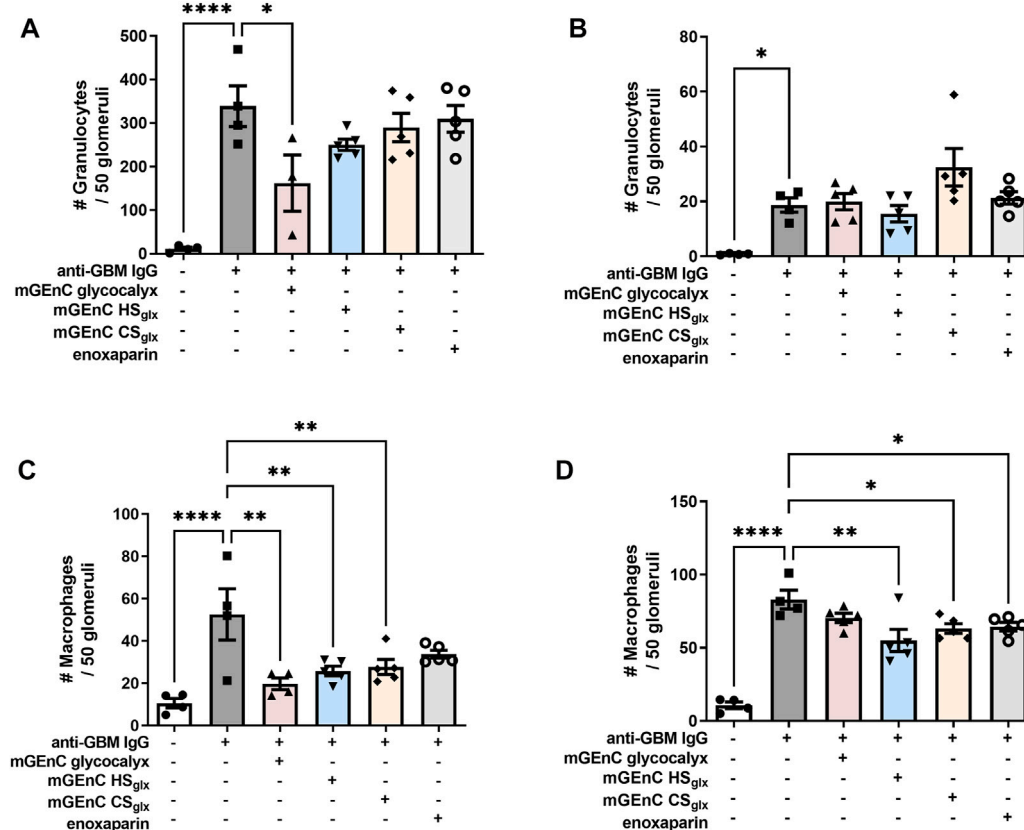 A
**** *
# Granulocytes
/ 50 glomeruli
500
400
300
200
100
0
anti-GBM IgG - + + + + +
mGEnC glycocalyx - - + - - -
mGEnC HSglx - - - + - -
mGEnC CSglx - - - - + -
enoxaparin - - - - - +
B
*
# Granulocytes
/ 50 glomeruli
80
60
40
20
0
anti-GBM IgG - + + + + +
mGEnC glycocalyx - - + - - -
mGEnC HSglx - - - + - -
mGEnC CSglx - - - - + -
enoxaparin - - - - - +
C
**
**
**** **
# Macrophages
/ 50 glomeruli
100
80
60
40
20
0
anti-GBM IgG - + + + + +
mGEnC glycocalyx - - + - - -
mGEnC HSglx - - - + - -
mGEnC CSglx - - - - + -
enoxaparin - - - - - +
D
*
*
**** **
# Macrophages
/ 50 glomeruli
150
100
50
0
anti-GBM IgG - + + + + +
mGEnC glycocalyx - - + - - -
mGEnC HSglx - - - + - -
mGEnC CSglx - - - - + -
enoxaparin - - - - - +